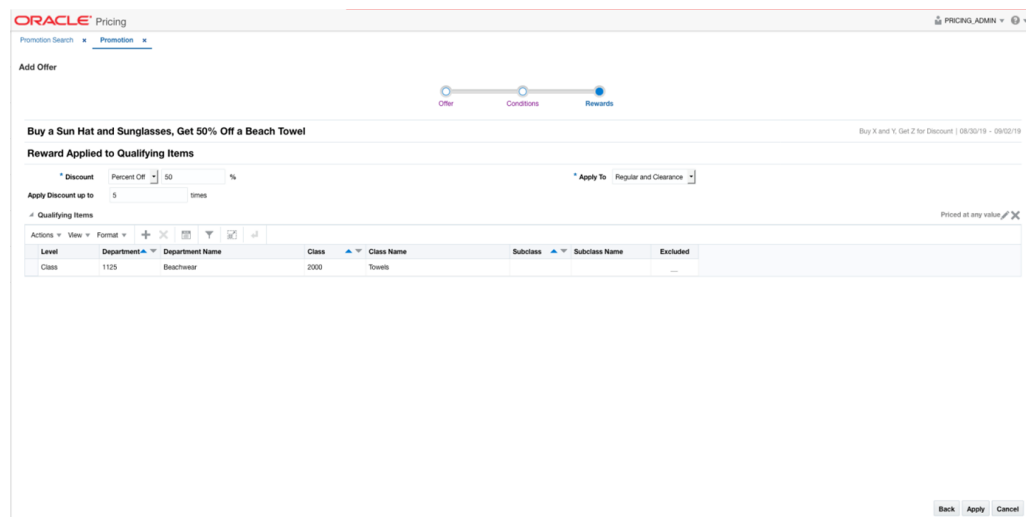 ORACLE® Pricing PRICING_ADMIN
Promotion Search x Promotion x
Add Offer
Offer Conditions Rewards
Buy a Sun Hat and Sunglasses, Get 50% Off a Beach Towel Buy X and Y, Get Z for Discount | 08/30/19 - 09/02/19
Reward Applied to Qualifying Items
* Discount Percent Off 50 % * Apply To Regular and Clearance
Apply Discount up to 5 times
Qualifying Items Priced at any value
Actions View Format
Level Department Department Name Class Class Name Subclass Subclass Name Excluded
Class 1125 Beachwear 2000 Towels
Back Apply Cancel